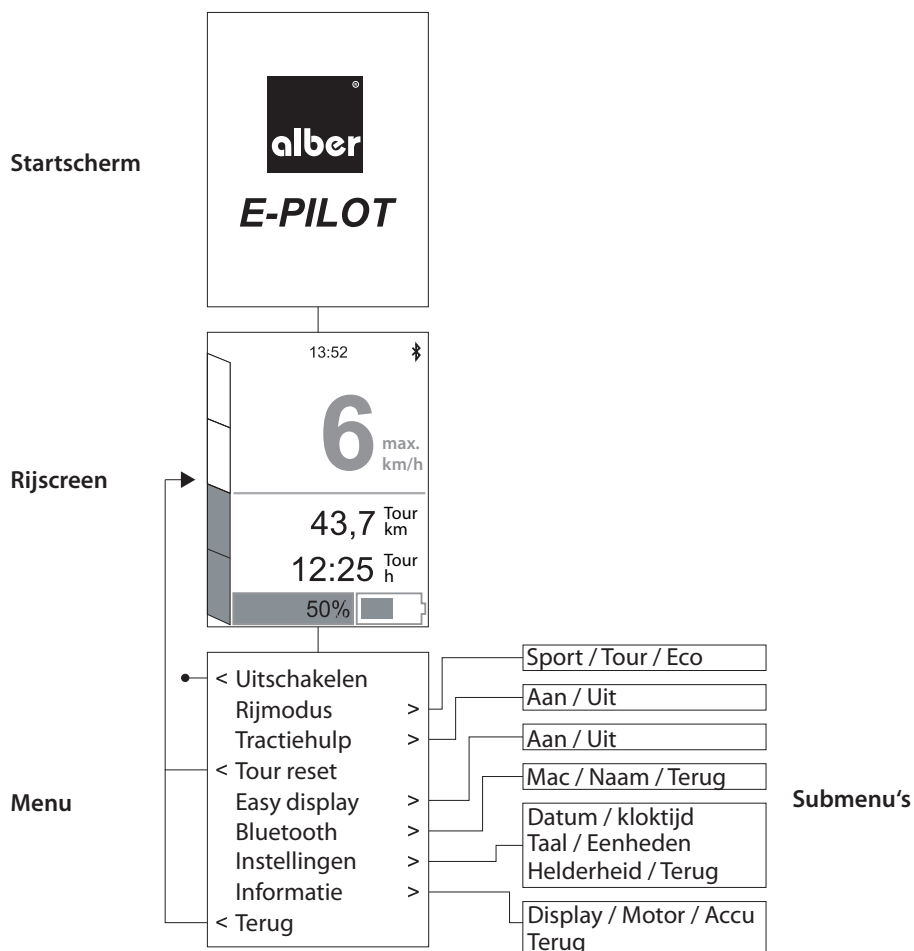 Startscherm
alber
®
E-PILOT
Rijscreen
13:52
6 max. km/h
43,7 Tour km
12:25 Tour h
50%
Menu
< Uitschakelen
Rijmodus >
Tractiehulp >
< Tour reset
Easy display >
Bluetooth >
Instellingen >
Informatie >
< Terug
Sport / Tour / Eco
Aan / Uit
Aan / Uit
Mac / Naam / Terug
Datum / kloktijd
Taal / Eenheden
Helderheid / Terug
Display / Motor / Accu
Terug
Submenu‘s